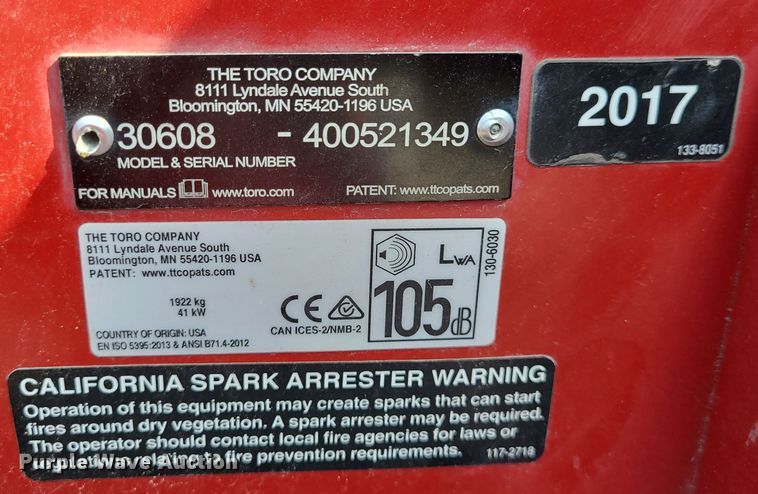 THE TORO COMPANY
8111 Lyndale Avenue South
Bloomington, MN 55420-1196 USA
30608 - 400521349
MODEL & SERIAL NUMBER
FOR MANUALS www.toro.com PATENT: www.ttcopats.com
2017
133-8051
THE TORO COMPANY
8111 Lyndale Avenue South
Bloomington, MN 55420-1196 USA
PATENT: www.ttcopats.com
1922 kg
41 kW
COUNTRY OF ORIGIN: USA
EN ISO 5395:2013 & ANSI B71.4-2012
CE
CAN ICES-2/NMB-2
LWA
105 dB
130-6030
CALIFORNIA SPARK ARRESTER WARNING
Operation of this equipment may create sparks that can start
fires around dry vegetation. A spark arrester may be required.
The operator should contact local fire agencies for laws or
relating to fire prevention requirements.
117-2718
Purple Wave Auction